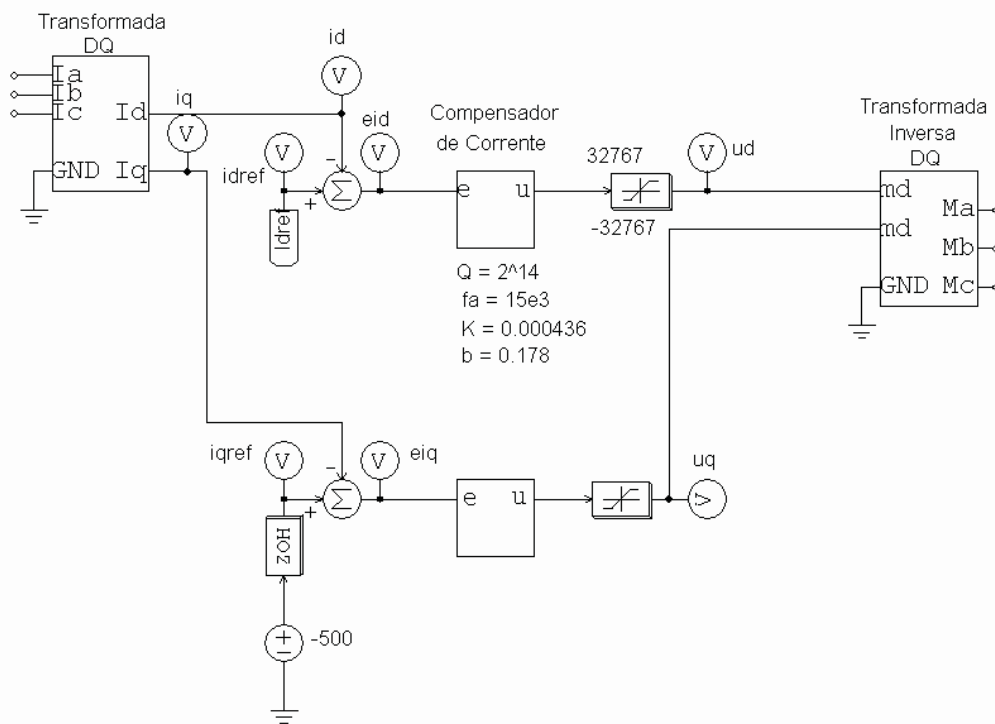 Transformada
DQ
Ia
Ib
Ic
Id
GND
Iq
iq
V
id
V
idref
V
Idref
-
+
Σ
eid
V
Compensador
de Corrente
e
u
Q = 2^14
fa = 15e3
K = 0.000436
b = 0.178
32767
-32767
V
ud
Transformada
Inversa
DQ
md
md
GND
Ma
Mb
Mc
iqref
V
-
+
Σ
V
eiq
e
u
uq
V
ZOH
-500